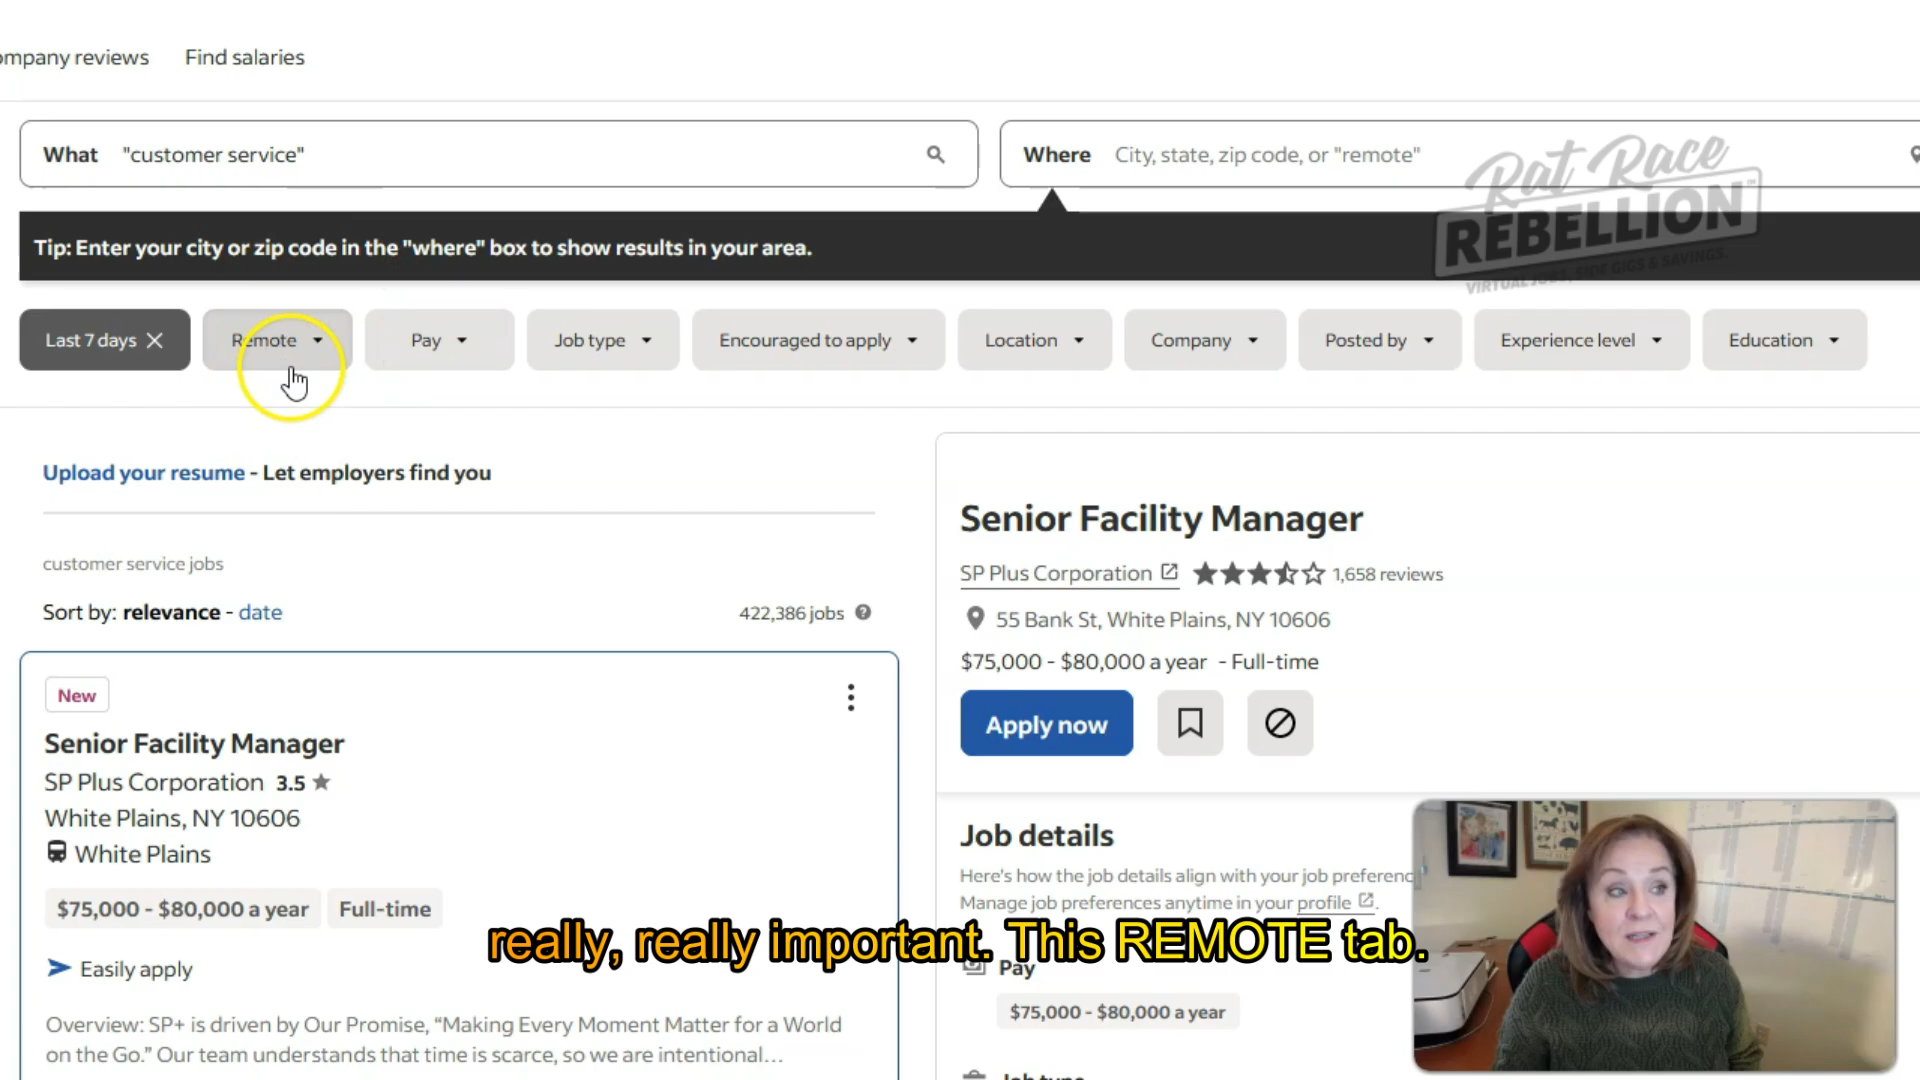 ompany reviews Find salaries
What "customer service" Where City, state, zip code, or "remote"
Rat Race
REBELLION™
VIRTUAL JOBS, SIDE GIGS & SAVINGS.
Tip: Enter your city or zip code in the "where" box to show results in your area.
Last 7 days Remote Pay Job type Encouraged to apply Location Company Posted by Experience level Education
Upload your resume - Let employers find you
customer service jobs
Sort by: relevance - date 422,386 jobs
New
Senior Facility Manager
SP Plus Corporation 3.5
White Plains, NY 10606
White Plains
$75,000 - $80,000 a year Full-time
Easily apply
Overview: SP+ is driven by Our Promise, “Making Every Moment Matter for a World
on the Go.” Our team understands that time is scarce, so we are intentional…
Senior Facility Manager
SP Plus Corporation 1,658 reviews
55 Bank St, White Plains, NY 10606
$75,000 - $80,000 a year - Full-time
Apply now
Job details
Here's how the job details align with your job preferenc
Manage job preferences anytime in your profile.
Pay
$75,000 - $80,000 a year
Job type
really, really important. This REMOTE tab.